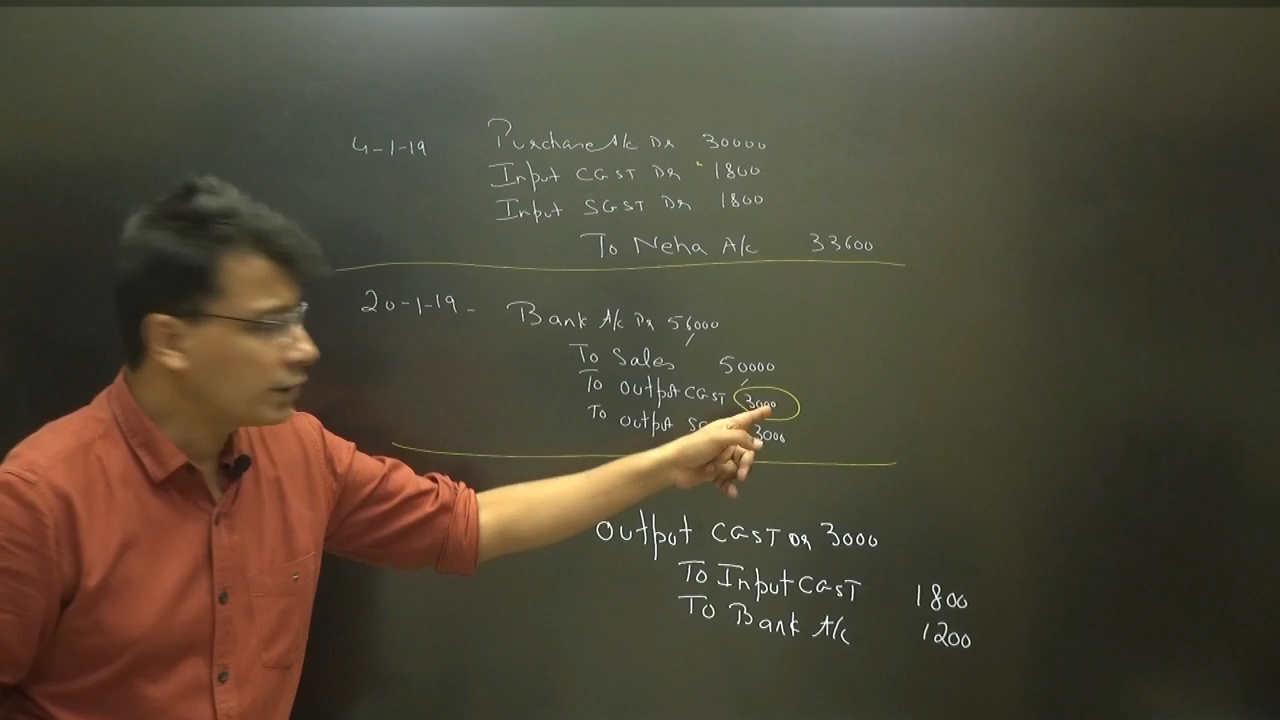 4-1-19 Purchase A/c Dr 30000
Input CGST Dr 1800
Input SGST Dr 1800
To Neha A/c 33600
20-1-19 - Bank A/c Dr 56000
To Sales 50000
To output CGST 3000
To output 3000
Output CGST Dr 3000
To Input CGST 1800
To Bank A/c 1200